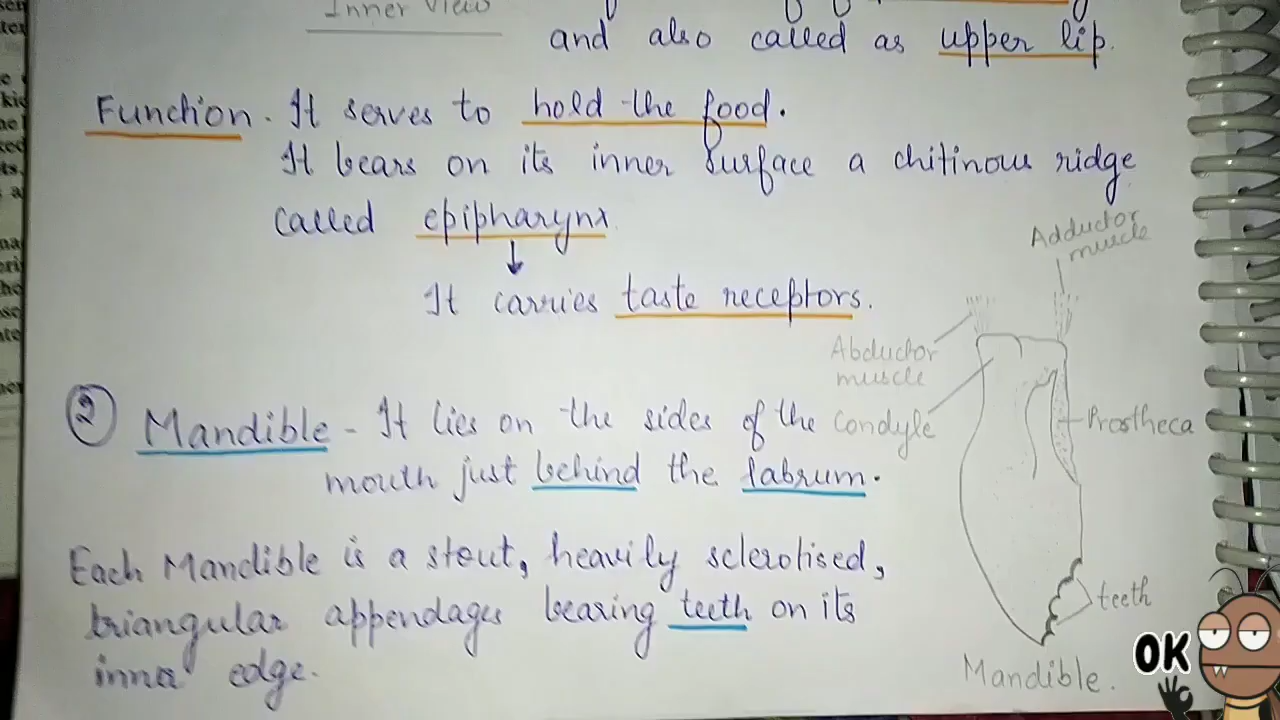 Inner View
and also called as upper lip.
Function. It serves to hold the food.
It bears on its inner surface a chitinous ridge
called epipharynx
It carries taste receptors.
Adductor
muscle
Abductor
muscle
Condyle
Prostheca
② Mandible - It lies on the sides of the
mouth just behind the labrum.
Each Mandible is a stout, heavily sclerotised,
triangular appendages bearing teeth on its
inner edge.
teeth
Mandible.
OK